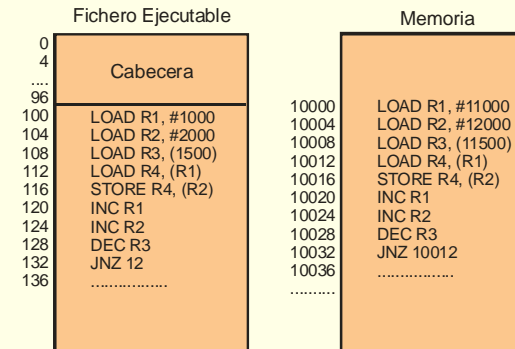 Fichero Ejecutable
0
4
....
96
Cabecera
100 LOAD R1, #1000
104 LOAD R2, #2000
108 LOAD R3, (1500)
112 LOAD R4, (R1)
116 STORE R4, (R2)
120 INC R1
124 INC R2
128 DEC R3
132 JNZ 12
136 .................
Memoria
10000 LOAD R1, #11000
10004 LOAD R2, #12000
10008 LOAD R3, (11500)
10012 LOAD R4, (R1)
10016 STORE R4, (R2)
10020 INC R1
10024 INC R2
10028 DEC R3
10032 JNZ 10012
10036 .................
..........